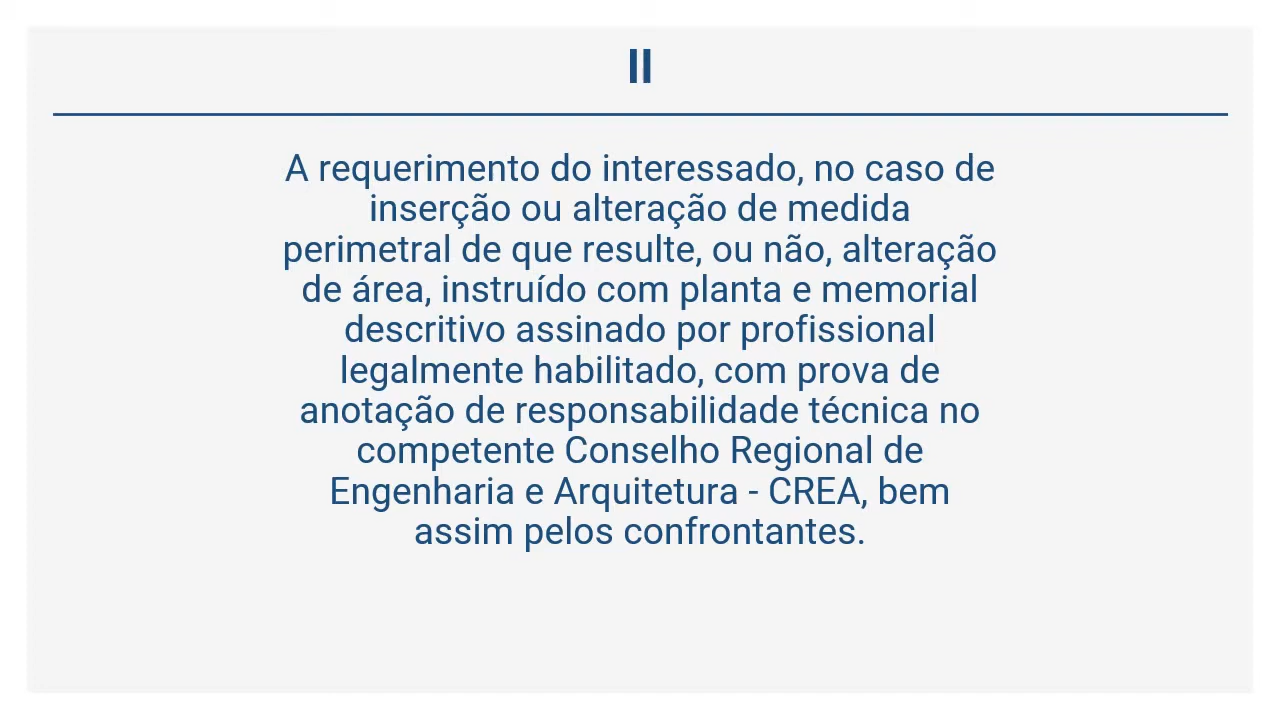 II
A requerimento do interessado, no caso de
inserção ou alteração de medida
perimetral de que resulte, ou não, alteração
de área, instruído com planta e memorial
descritivo assinado por profissional
legalmente habilitado, com prova de
anotação de responsabilidade técnica no
competente Conselho Regional de
Engenharia e Arquitetura - CREA, bem
assim pelos confrontantes.